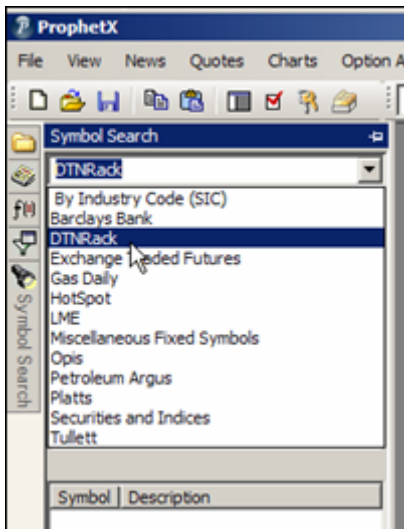 ProphetX
File View News Quotes Charts Option A
Symbol Search
DTNRack
By Industry Code (SIC)
Barclays Bank
DTNRack
Exchange Traded Futures
Gas Daily
HotSpot
LME
Miscellaneous Fixed Symbols
Opis
Petroleum Argus
Platts
Securities and Indices
Tullett
Symbol Description
Symbol Search